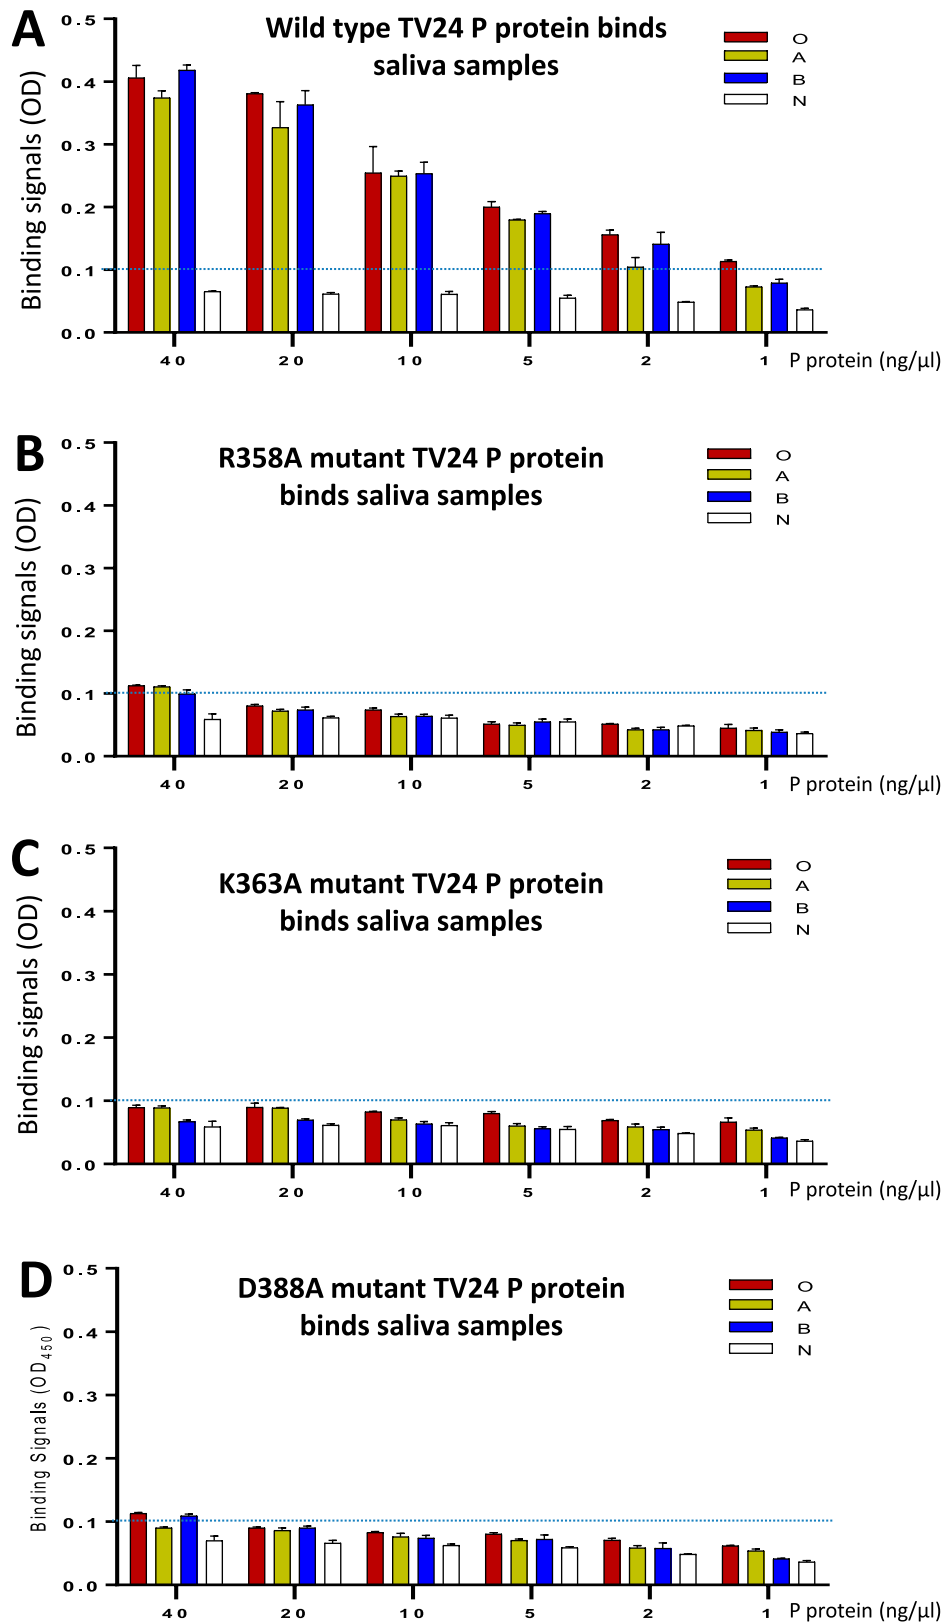 A
Wild type TV24 P protein binds
saliva samples
O
A
B
N
Binding signals (OD)
0.5
0.4
0.3
0.2
0.1
0.0
40 20 10 5 2 1 P protein (ng/µl)
B
R358A mutant TV24 P protein
binds saliva samples
O
A
B
N
Binding signals (OD)
0.5
0.4
0.3
0.2
0.1
0.0
40 20 10 5 2 1 P protein (ng/µl)
C
K363A mutant TV24 P protein
binds saliva samples
O
A
B
N
Binding signals (OD)
0.5
0.4
0.3
0.2
0.1
0.0
40 20 10 5 2 1 P protein (ng/µl)
D
D388A mutant TV24 P protein
binds saliva samples
O
A
B
N
Binding Signals (OD450)
0.5
0.4
0.3
0.2
0.1
0.0
40 20 10 5 2 1 P protein (ng/µl)